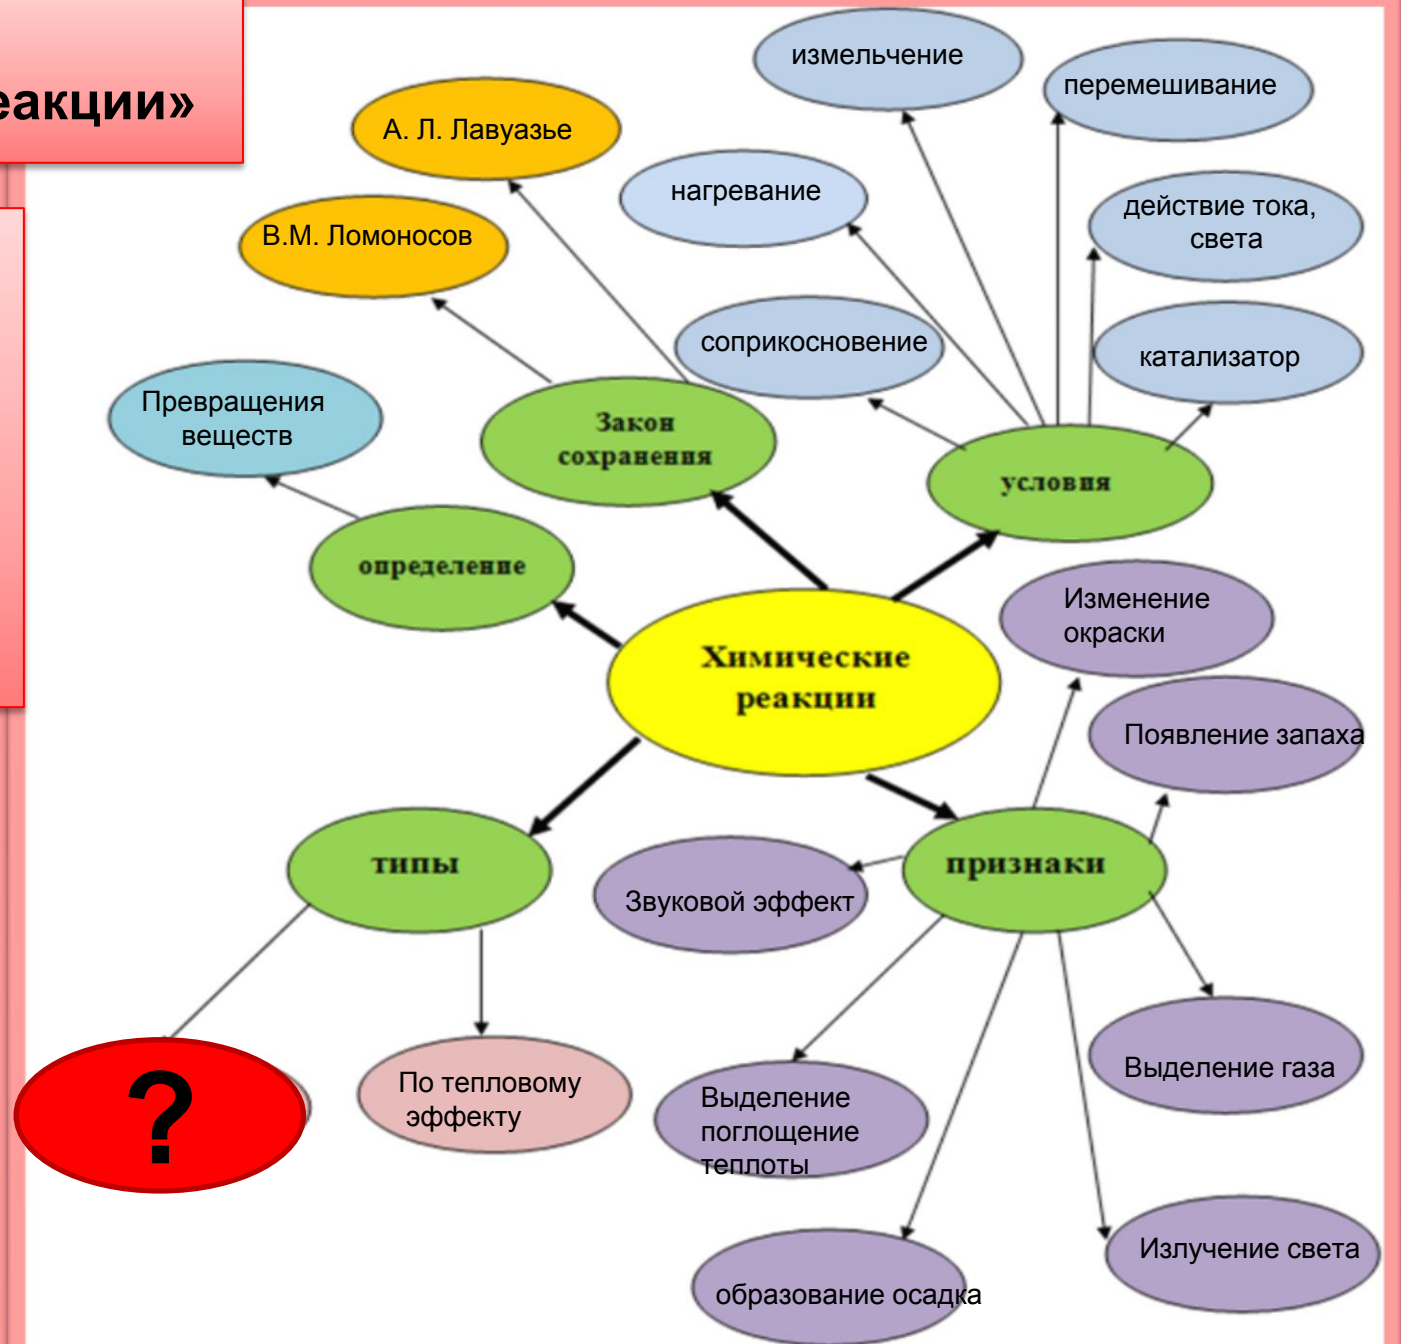 еакции»
измельчение
перемешивание
А. Л. Лавуазье
нагревание
действие тока,
света
В.М. Ломоносов
соприкосновение
катализатор
Превращения
веществ
Закон
сохранения
условия
определение
Изменение
окраски
Химические
реакции
Появление запаха
типы
признаки
Звуковой эффект
Выделение газа
?
По тепловому
эффекту
Выделение
поглощение
теплоты
Излучение света
образование осадка